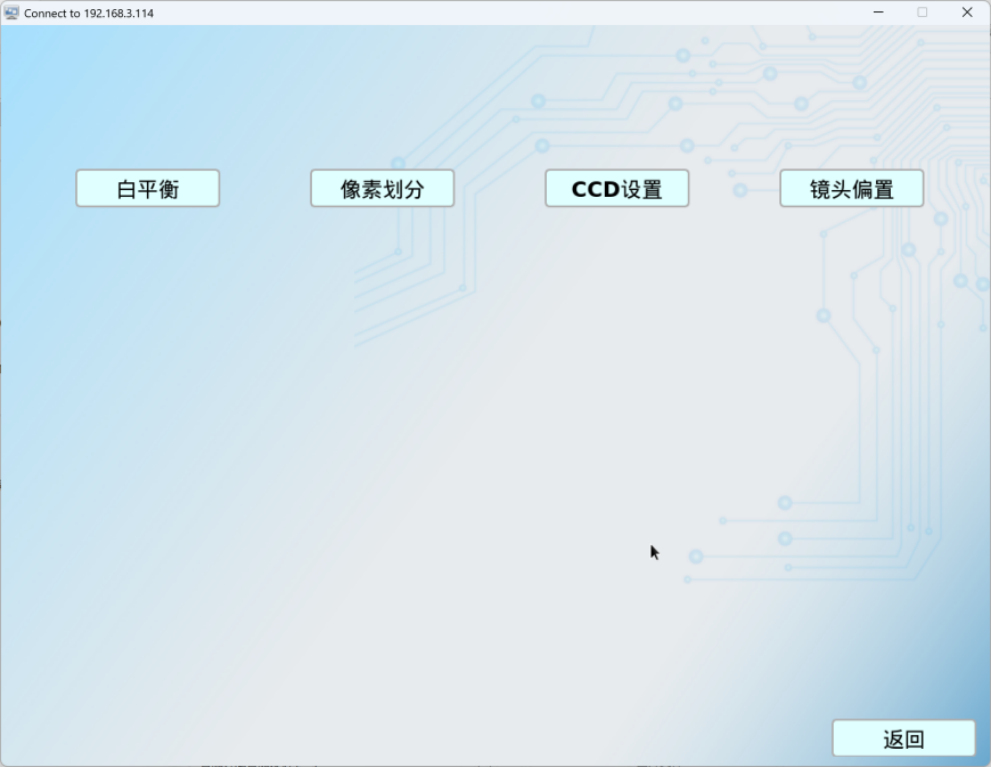 Connect to 192.168.3.114
白平衡 像素划分 CCD设置 镜头偏置
返回